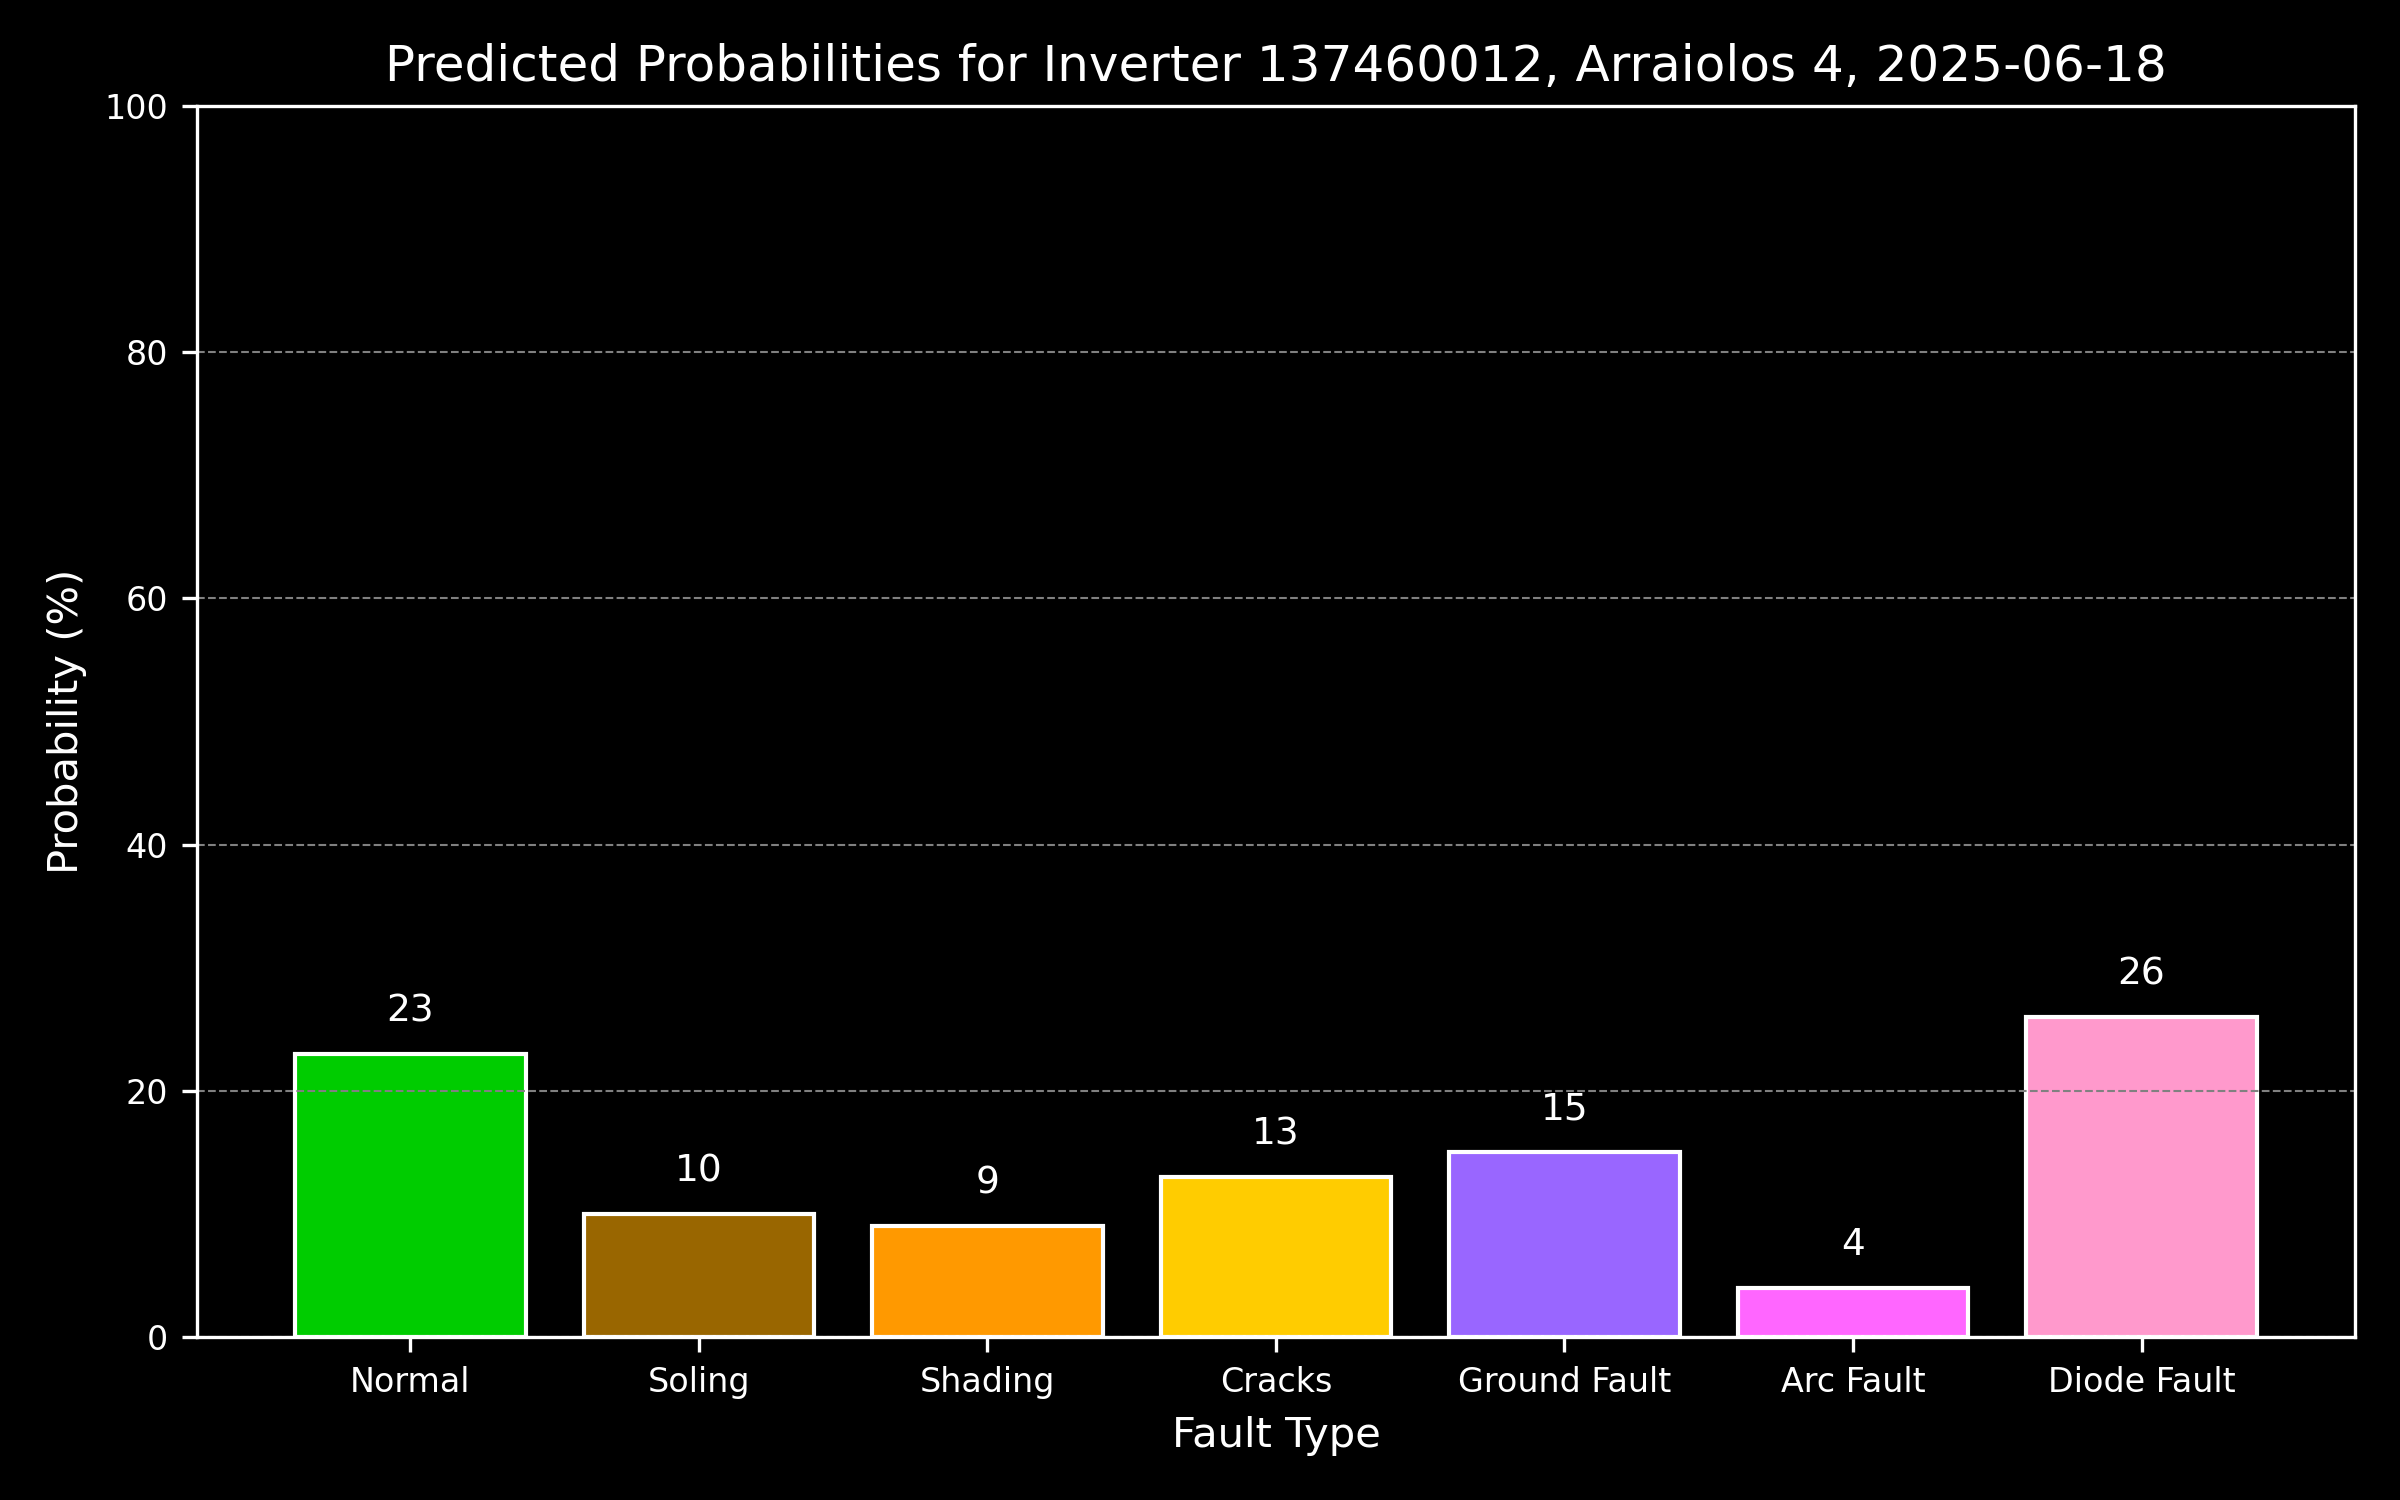 Predicted Probabilities for Inverter 137460012, Arraiolos 4, 2025-06-18
100
80
60
40
20
0
Probability (%)
23
10
9
13
15
4
26
Normal
Soling
Shading
Cracks
Ground Fault
Arc Fault
Diode Fault
Fault Type